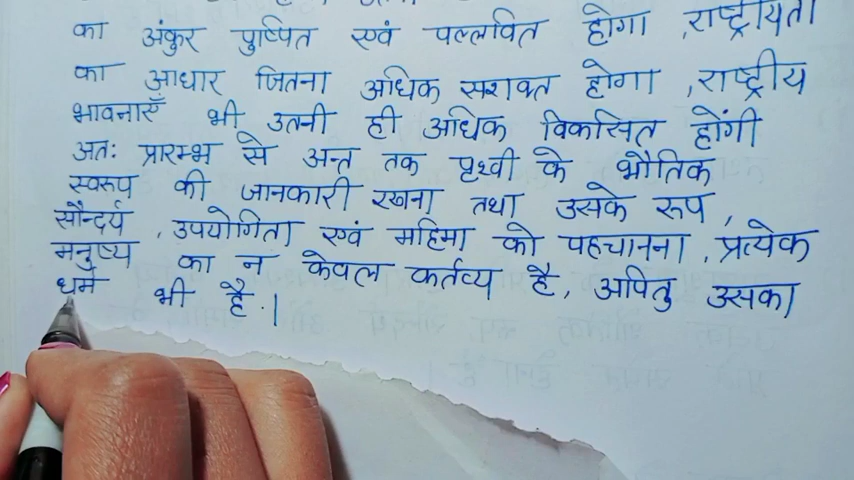 का अंकुर पुष्पित एवं पल्लवित होगा ,राष्ट्रीयता
का आधार जितना अधिक सशक्त होगा ,राष्ट्रीय
भावनाएँ भी उतनी ही अधिक विकसित होंगी
अतः प्रारम्भ से अन्त तक पृथ्वी के भौतिक
स्वरूप की जानकारी रखना तथा उसके रूप ,
सौन्दर्य , उपयोगिता एवं महिमा को पहचानना , प्रत्येक
मनुष्य का न केवल कर्तव्य है, अपितु उसका
धर्म भी है ।